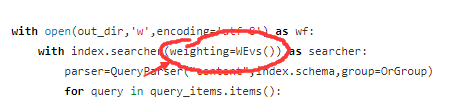 with open(out_dir,'w',encoding='utf-8') as wf:
with index.searcher(weighting=WEvs()) as searcher:
parser=QueryParser("content",index.schema,group=OrGroup)
for query in query_items.items():